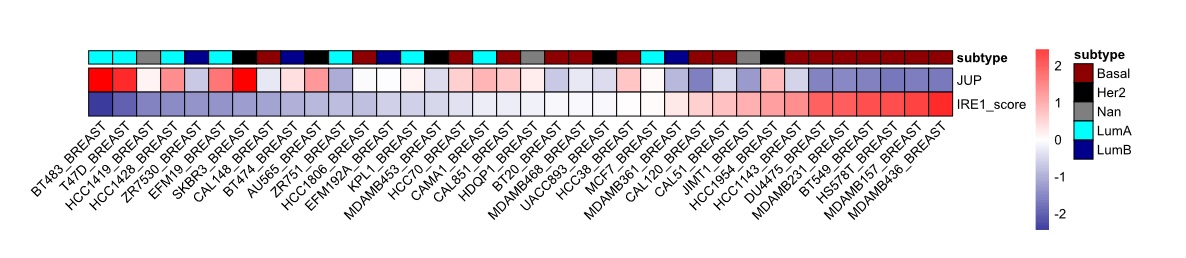 subtype
JUP
IRE1_score
BT483_BREAST
T47D_BREAST
HCC1419_BREAST
HCC1428_BREAST
ZR7530_BREAST
EFM19_BREAST
SKBR3_BREAST
CAL148_BREAST
BT474_BREAST
AU565_BREAST
ZR751_BREAST
HCC1806_BREAST
EFM192A_BREAST
KPL1_BREAST
MDAMB453_BREAST
HCC70_BREAST
CAMA1_BREAST
CAL851_BREAST
HDQP1_BREAST
BT20_BREAST
MDAMB468_BREAST
UACC893_BREAST
HCC38_BREAST
MCF7_BREAST
MDAMB361_BREAST
CAL120_BREAST
CAL51_BREAST
JIMT1_BREAST
HCC1954_BREAST
HCC1143_BREAST
DU4475_BREAST
MDAMB231_BREAST
BT549_BREAST
HS578T_BREAST
MDAMB157_BREAST
MDAMB436_BREAST
2
1
0
-1
-2
subtype
Basal
Her2
Nan
LumA
LumB